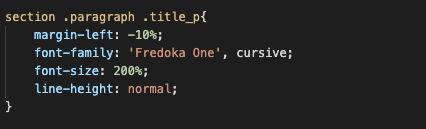 section .paragraph .title_p{
    margin-left: -10%;
    font-family: 'Fredoka One', cursive;
    font-size: 200%;
    line-height: normal;
}